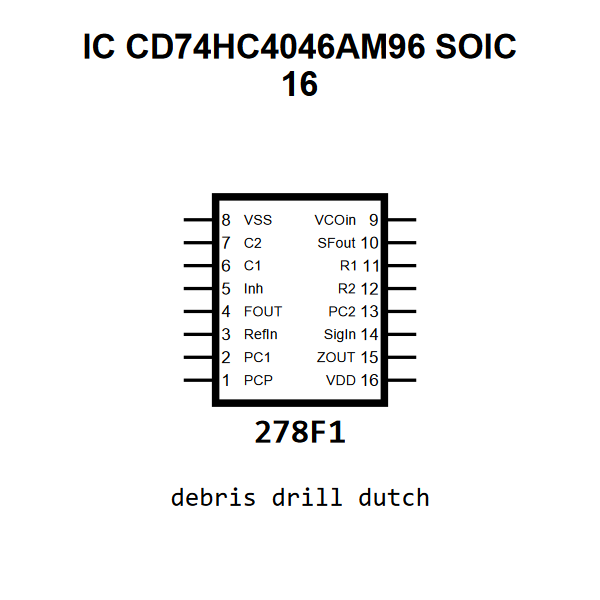 IC CD74HC4046AM96 SOIC
16
8 VSS VCOin 9
7 C2 SFout 10
6 C1 R1 11
5 Inh R2 12
4 FOUT PC2 13
3 RefIn SigIn 14
2 PC1 ZOUT 15
1 PCP VDD 16
278F1
debris drill dutch